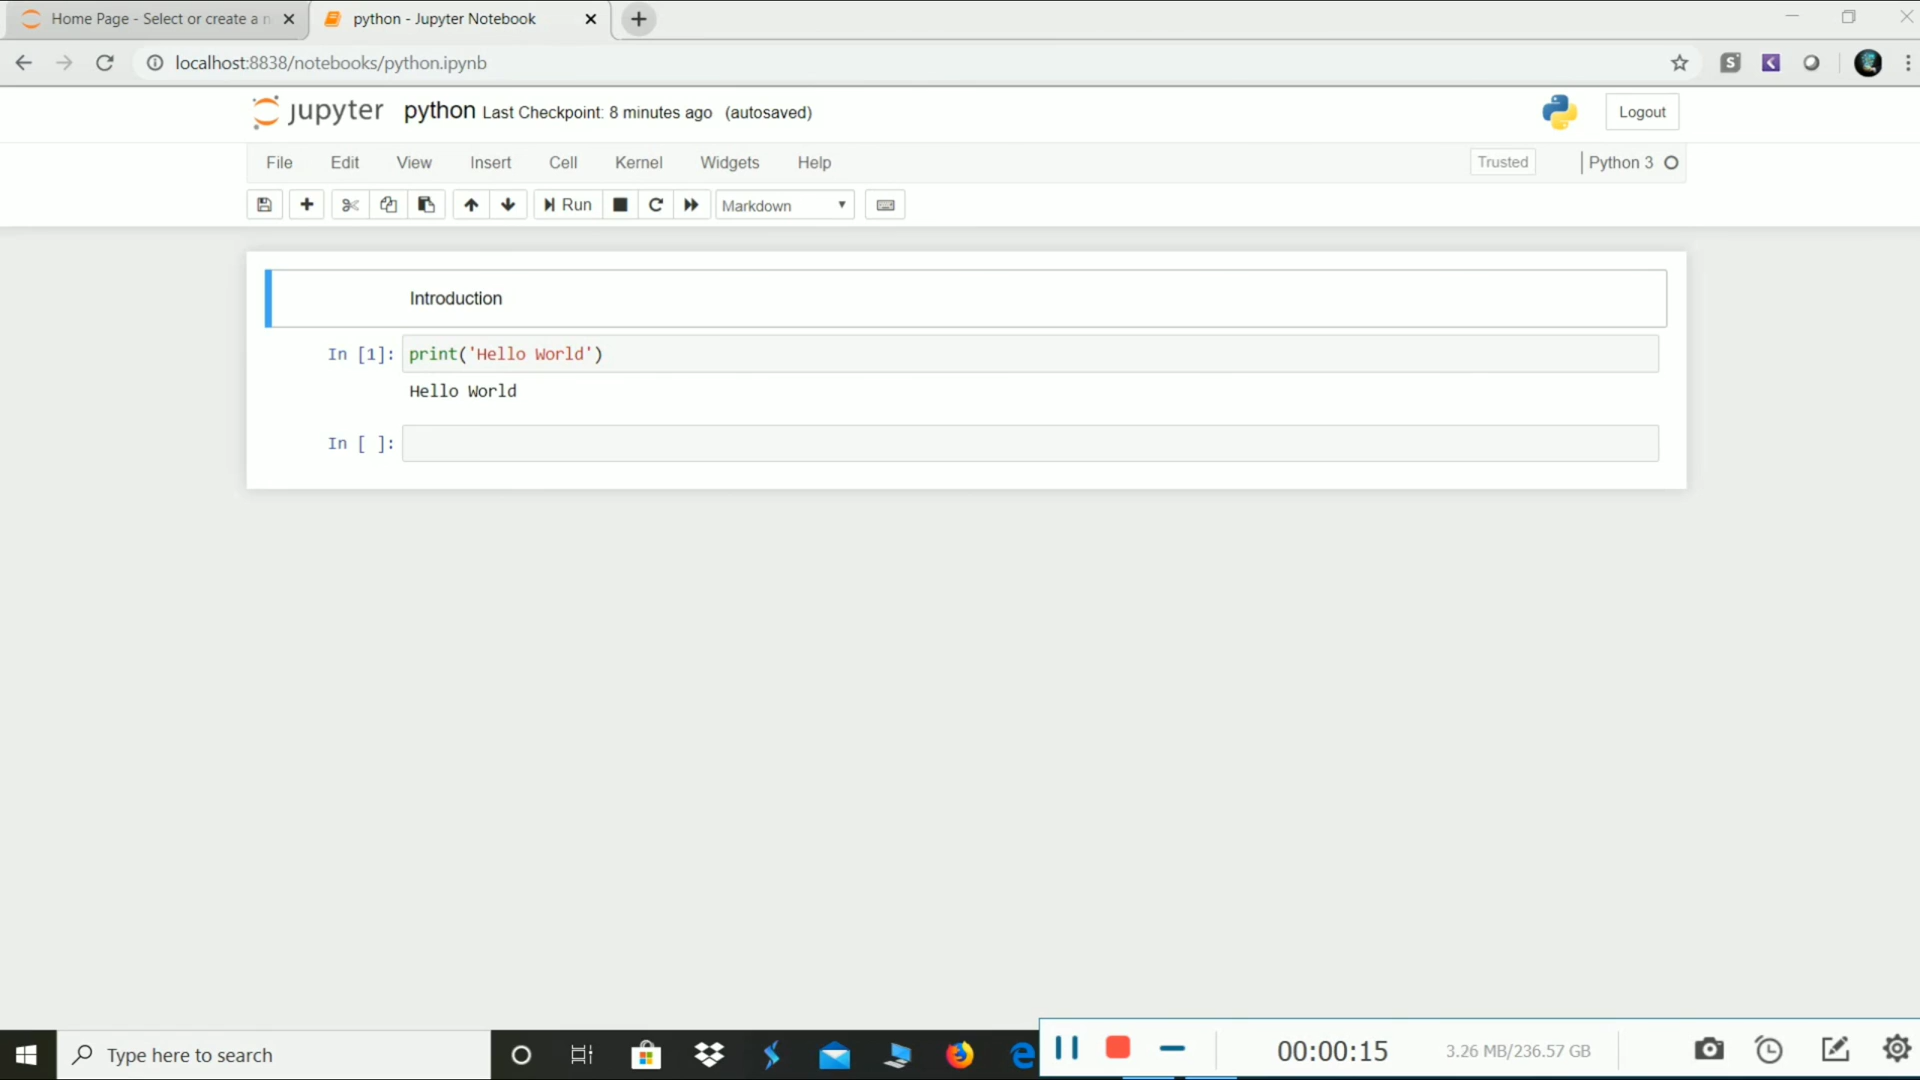 Home Page - Select or create a n
python - Jupyter Notebook
localhost:8838/notebooks/python.ipynb
jupyter python Last Checkpoint: 8 minutes ago (autosaved)
Logout
File Edit View Insert Cell Kernel Widgets Help
Trusted
Python 3
Run
Markdown
Introduction
In [1]: print('Hello World')
Hello World
In [ ]:
Type here to search
00:00:15
3.26 MB/236.57 GB